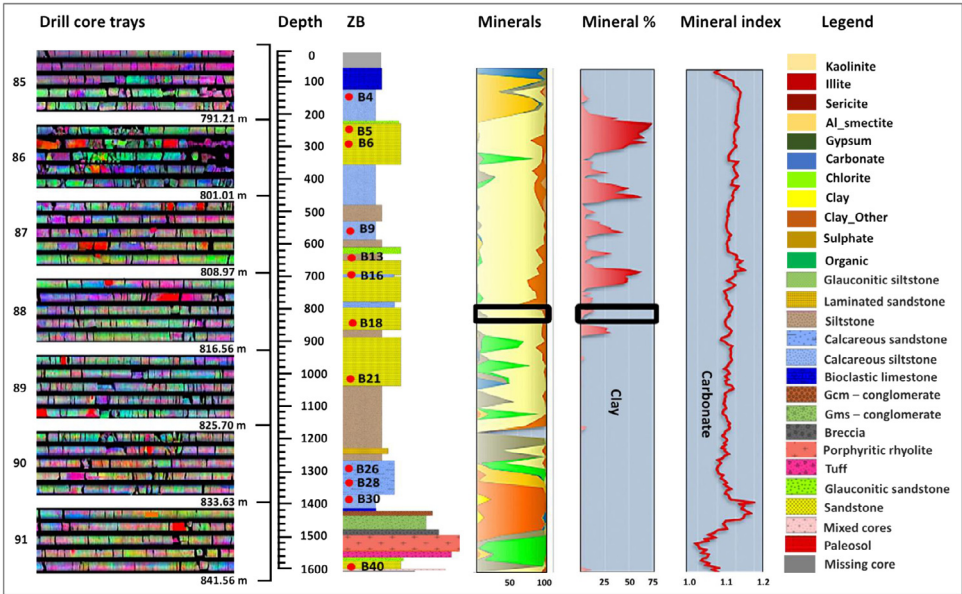 Drill core trays Depth ZB Minerals Mineral % Mineral index Legend
85
791.21 m
86
801.01 m
87
808.97 m
88
816.56 m
89
825.70 m
90
833.63 m
91
841.56 m
0
100
200
300
400
500
600
700
800
900
1000
1100
1200
1300
1400
1500
1600
B4
B5
B6
B9
B13
B16
B18
B21
B26
B28
B30
B40
50 100
Clay
25 50 75
Carbonate
1.0 1.1 1.2
Kaolinite
Illite
Sericite
Al_smectite
Gypsum
Carbonate
Chlorite
Clay
Clay_Other
Sulphate
Organic
Glauconitic siltstone
Laminated sandstone
Siltstone
Calcareous sandstone
Calcareous siltstone
Bioclastic limestone
Gcm – conglomerate
Gms – conglomerate
Breccia
Porphyritic rhyolite
Tuff
Glauconitic sandstone
Sandstone
Mixed cores
Paleosol
Missing core